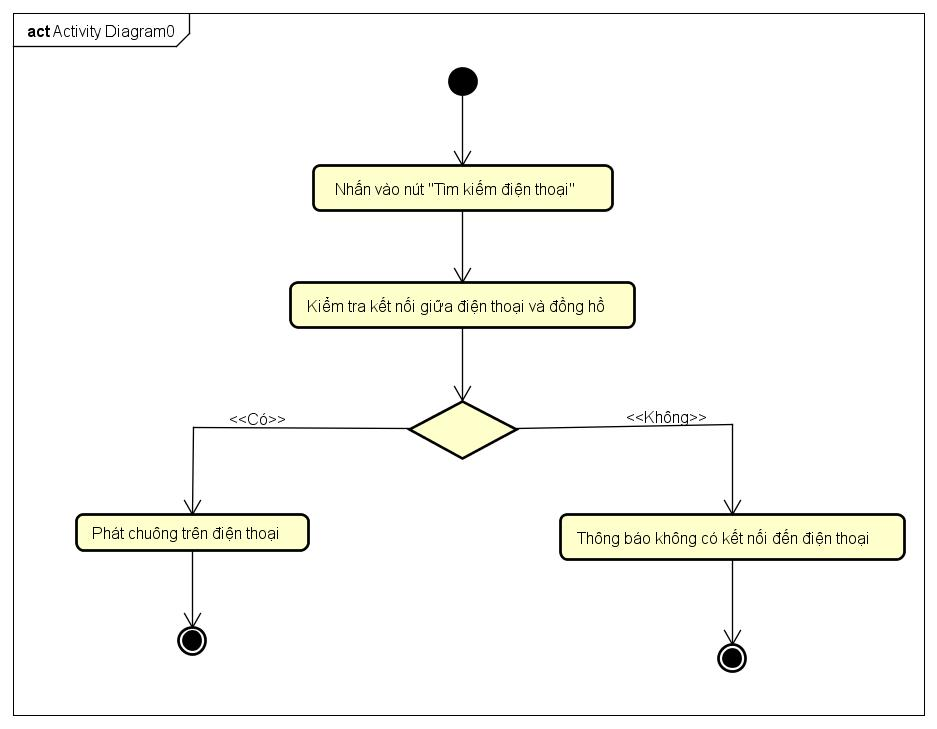 act Activity Diagram0
Nhấn vào nút "Tìm kiếm điện thoại"
Kiểm tra kết nối giữa điện thoại và đồng hồ
<<Có>>
<<Không>>
Phát chuông trên điện thoại
Thông báo không có kết nối đến điện thoại